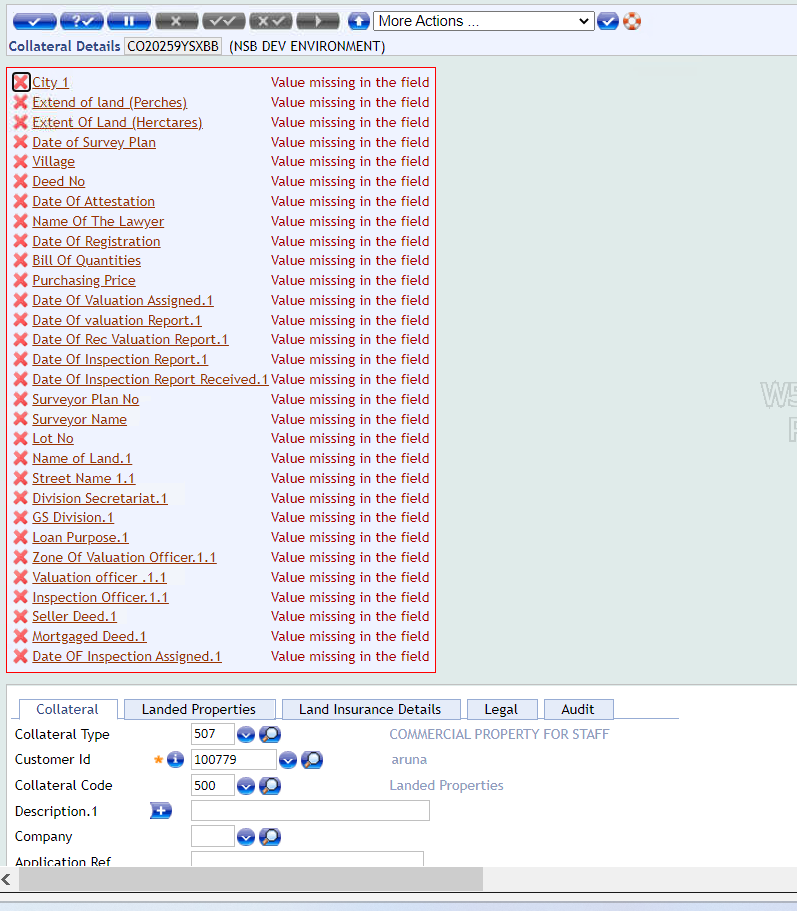 More Actions ...
Collateral Details CO20259YSXBB (NSB DEV ENVIRONMENT)
City 1 Value missing in the field
Extend of land (Perches) Value missing in the field
Extent Of Land (Herctares) Value missing in the field
Date of Survey Plan Value missing in the field
Village Value missing in the field
Deed No Value missing in the field
Date Of Attestation Value missing in the field
Name Of The Lawyer Value missing in the field
Date Of Registration Value missing in the field
Bill Of Quantities Value missing in the field
Purchasing Price Value missing in the field
Date Of Valuation Assigned.1 Value missing in the field
Date Of valuation Report.1 Value missing in the field
Date Of Rec Valuation Report.1 Value missing in the field
Date Of Inspection Report.1 Value missing in the field
Date Of Inspection Report Received.1 Value missing in the field
Surveyor Plan No Value missing in the field
Surveyor Name Value missing in the field
Lot No Value missing in the field
Name of Land.1 Value missing in the field
Street Name 1.1 Value missing in the field
Division Secretariat.1 Value missing in the field
GS Division.1 Value missing in the field
Loan Purpose.1 Value missing in the field
Zone Of Valuation Officer.1.1 Value missing in the field
Valuation officer .1.1 Value missing in the field
Inspection Officer.1.1 Value missing in the field
Seller Deed.1 Value missing in the field
Mortgaged Deed.1 Value missing in the field
Date OF Inspection Assigned.1 Value missing in the field
Collateral Landed Properties Land Insurance Details Legal Audit
Collateral Type 507 COMMERCIAL PROPERTY FOR STAFF
Customer Id 100779 aruna
Collateral Code 500 Landed Properties
Description.1
Company
Application Ref